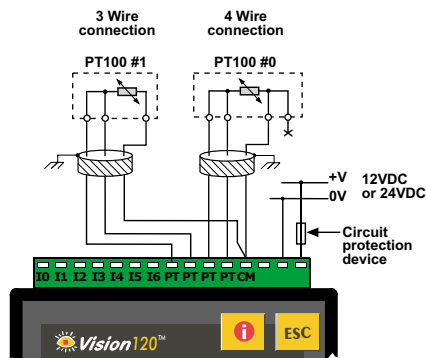 3 Wire
connection
4 Wire
connection
PT100 #1
PT100 #0
+V
0V
12VDC
or 24VDC
Circuit
protection
device
I0 I1 I2 I3 I4 I5 I6 PT PT PT PT CM
Vision120™
i
ESC